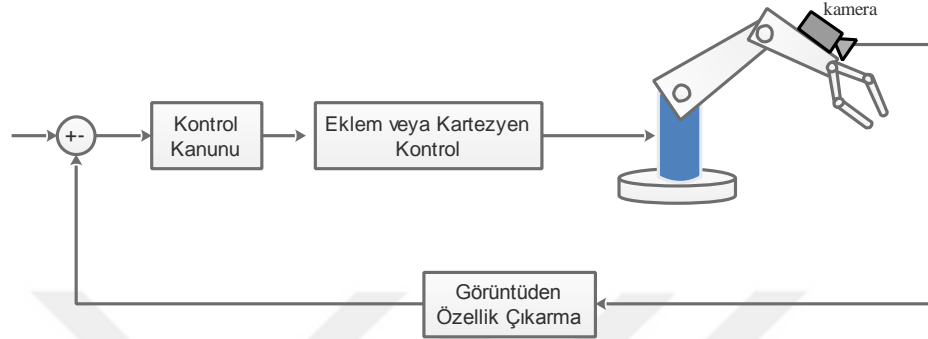 kamera
+-
Kontrol
Kanunu
Eklem veya Kartezyen
Kontrol
Görüntüden
Özellik Çıkarma